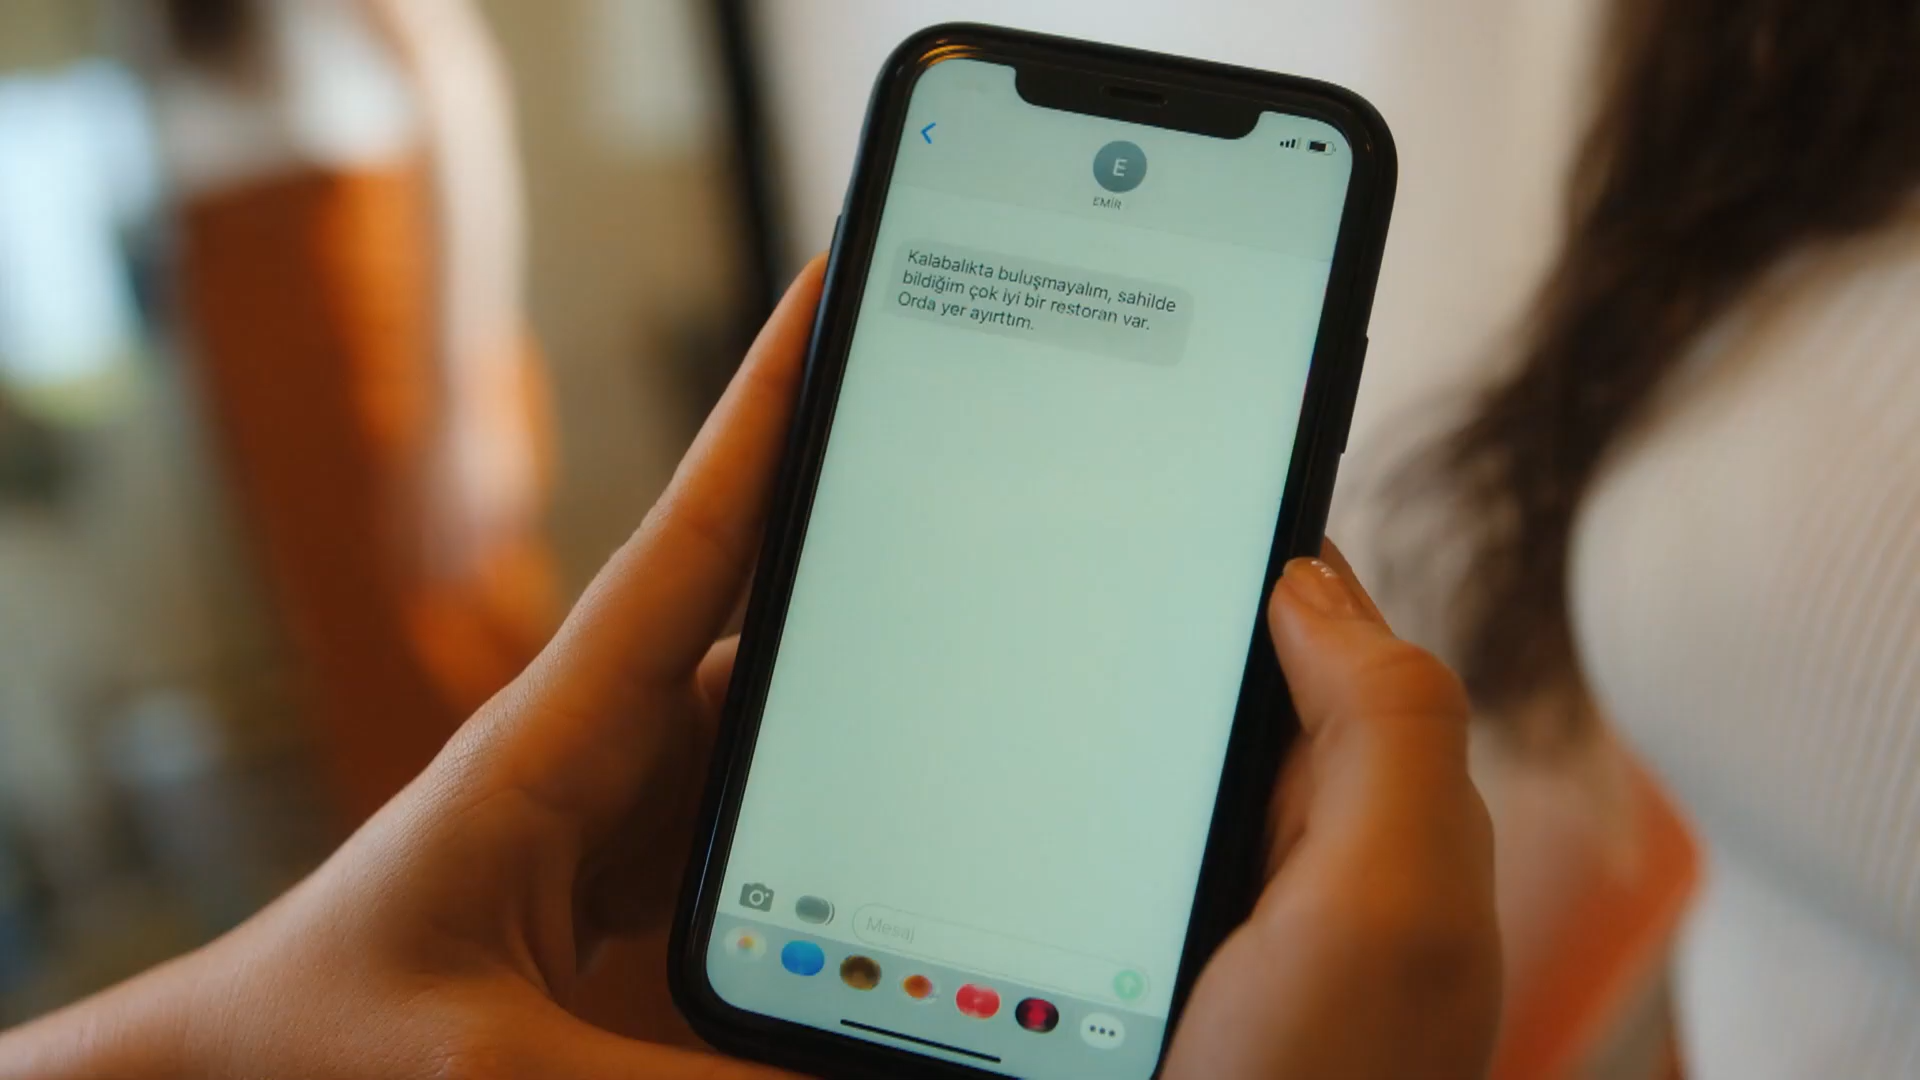 E
EMİR
Kalabalıkta buluşmayalım, sahilde
bildiğim çok iyi bir restoran var.
Orda yer ayırttım.
Mesaj